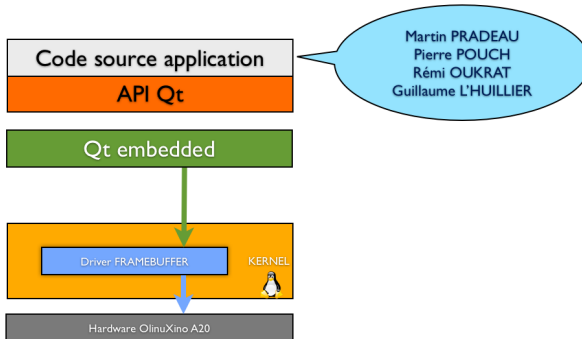 Code source application
API Qt
Martin PRADEAU
Pierre POUCH
Rémi OUKRAT
Guillaume L'HUILLIER
Qt embedded
Driver FRAMEBUFFER
KERNEL
Hardware OlinuXino A20